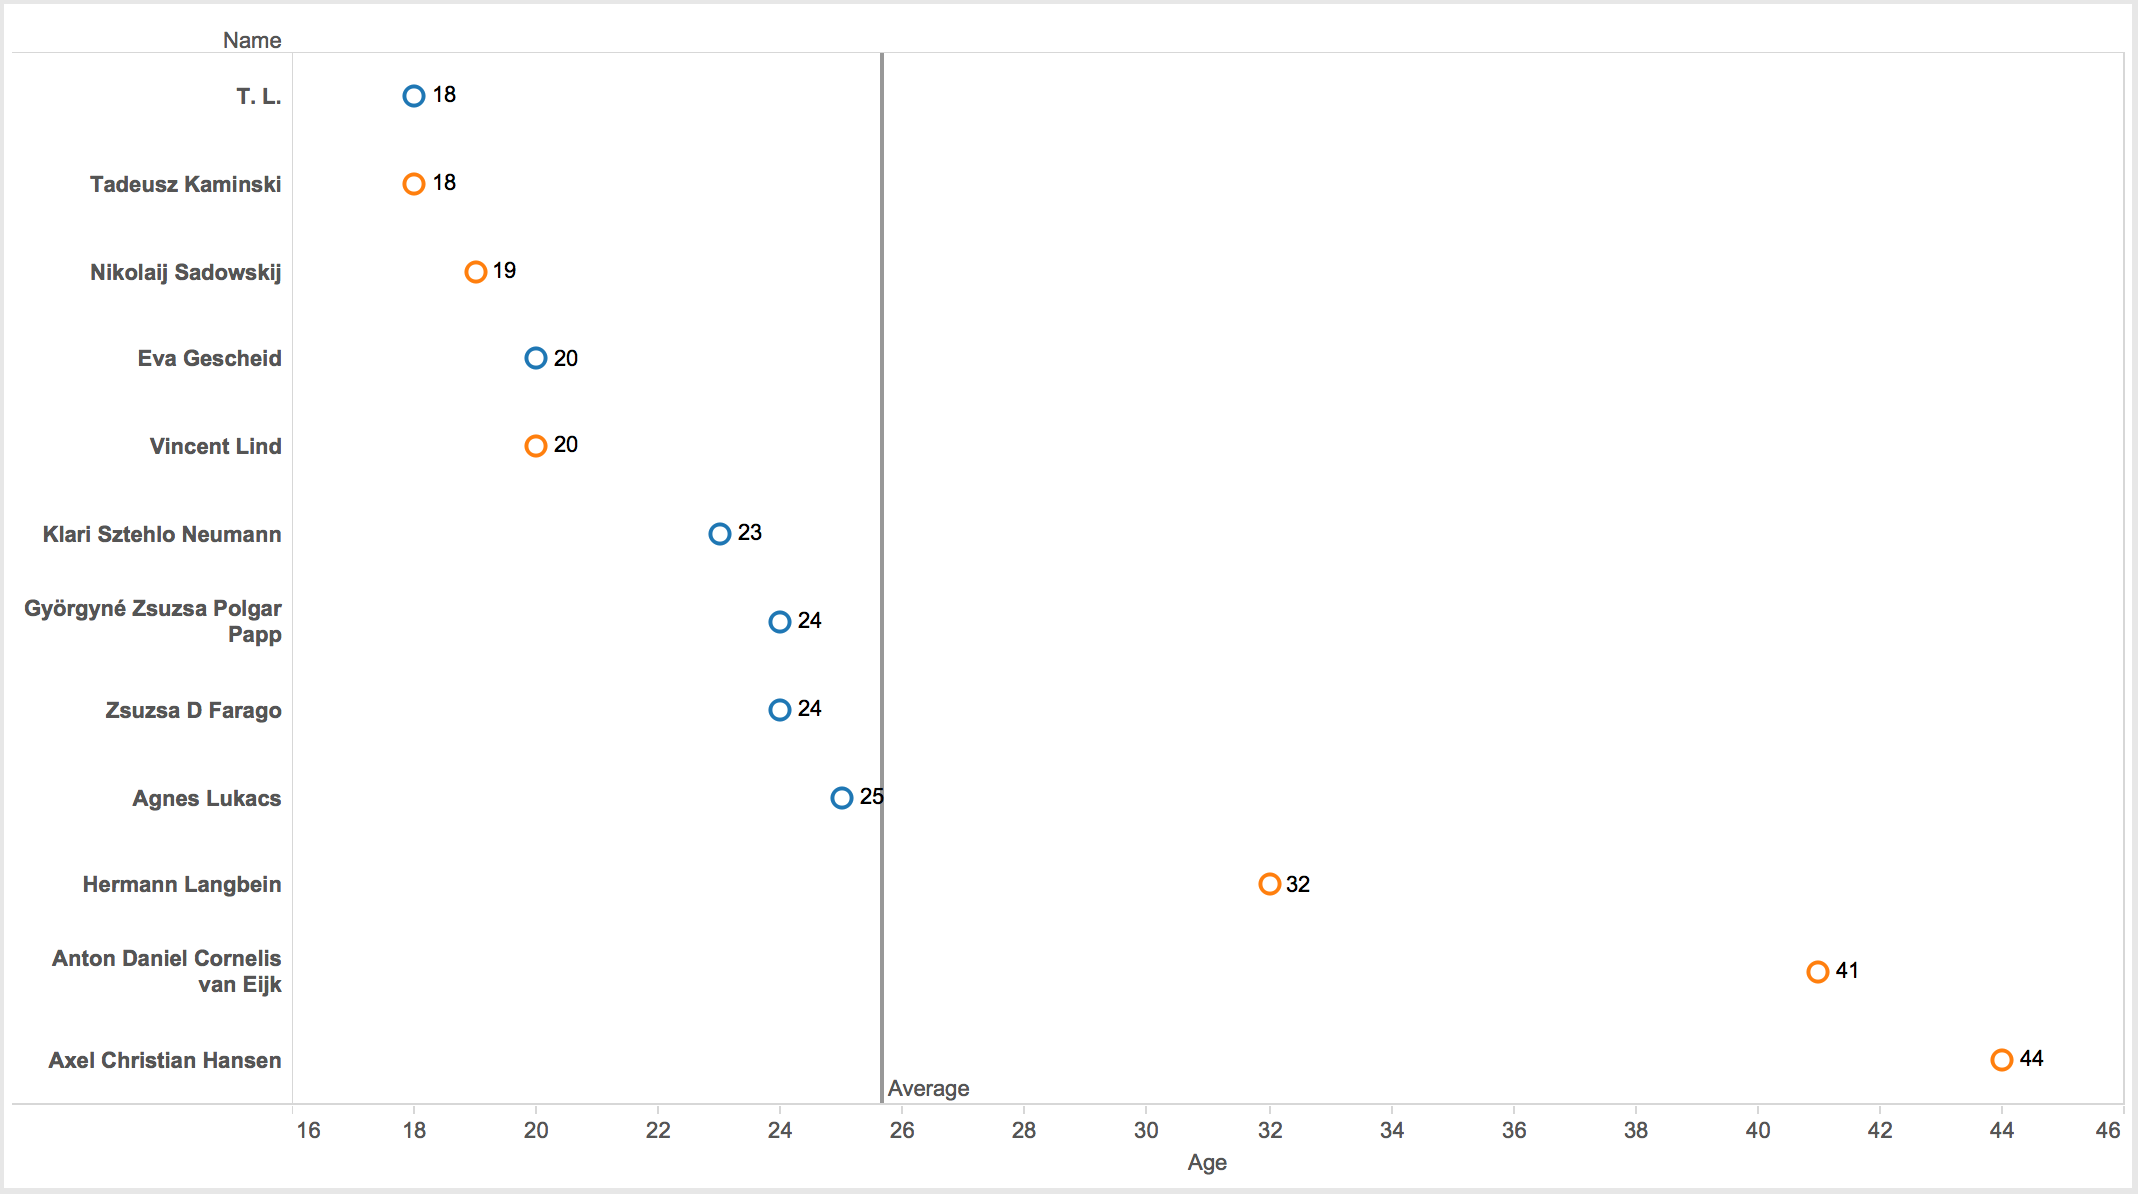 Name
T. L.
18
Tadeusz Kaminski
18
Nikolaij Sadowskij
19
Eva Gescheid
20
Vincent Lind
20
Klari Sztehlo Neumann
23
Györgyné Zsuzsa Polgar
Papp
24
Zsuzsa D Farago
24
Agnes Lukacs
25
Hermann Langbein
32
Anton Daniel Cornelis
van Eijk
41
Axel Christian Hansen
44
Average
16 18 20 22 24 26 28 30 32 34 36 38 40 42 44 46
Age